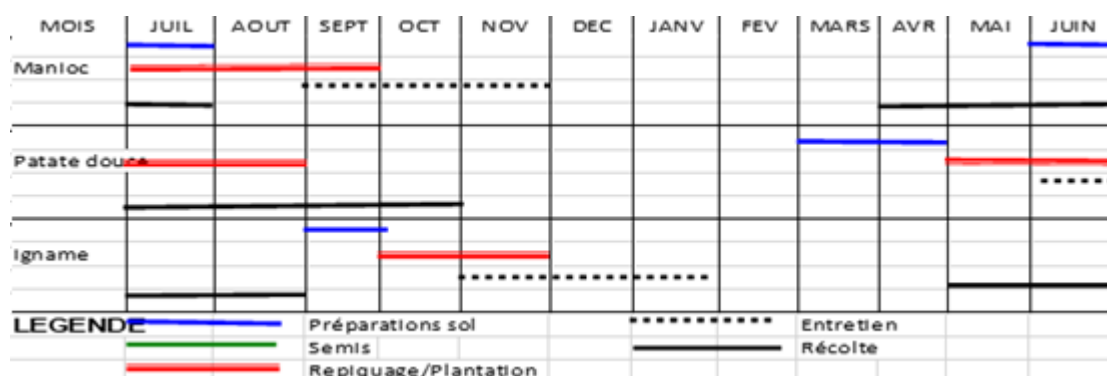 MOIS JUIL AOUT SEPT OCT NOV DEC JANV FEV MARS AVR MAI JUIN
Manioc
Patate douce
Igname
LEGENDE Préparations sol Entretien
Semis Récolte
Repiquage/Plantation